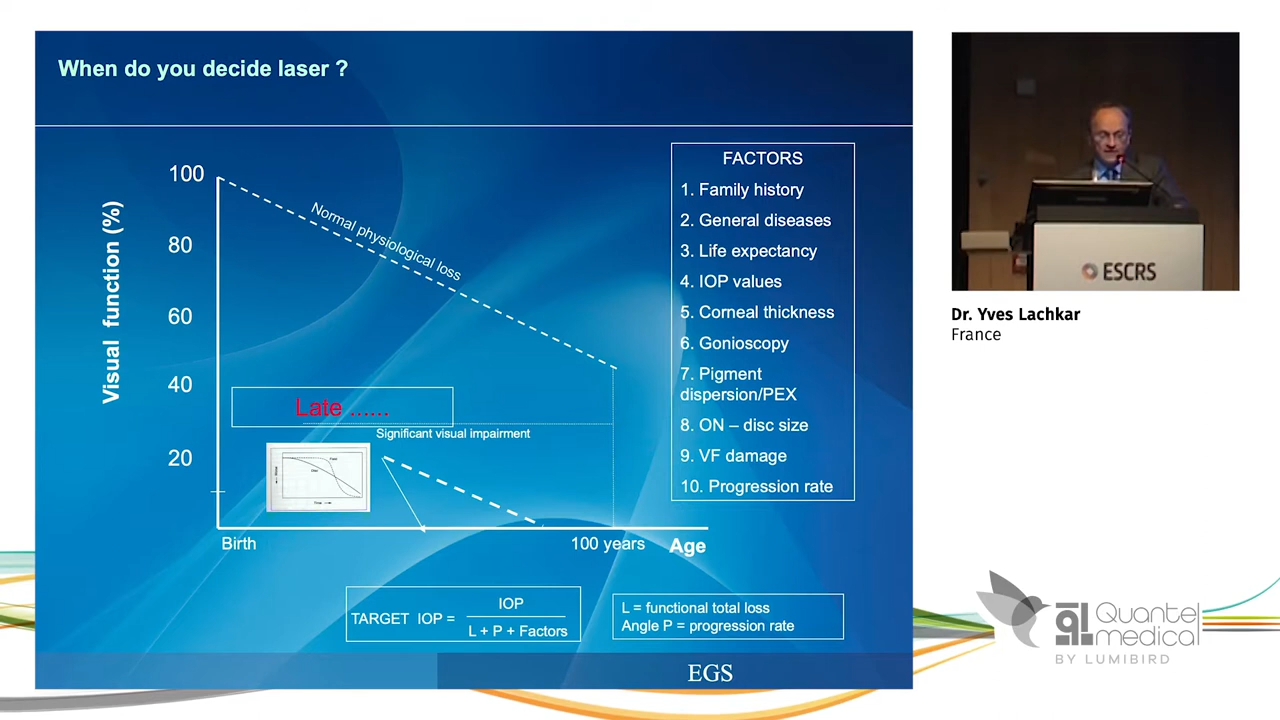 When do you decide laser ?
Visual function (%)
100
80
60
40
20
Normal physiological loss
Late ......
Significant visual impairment
Birth
100 years
Age
FACTORS
1. Family history
2. General diseases
3. Life expectancy
4. IOP values
5. Corneal thickness
6. Gonioscopy
7. Pigment
dispersion/PEX
8. ON – disc size
9. VF damage
10. Progression rate
TARGET IOP =
IOP
L + P + Factors
L = functional total loss
Angle P = progression rate
EGS
ESCRS
Dr. Yves Lachkar
France
Quantel
medical
BY LUMIBIRD